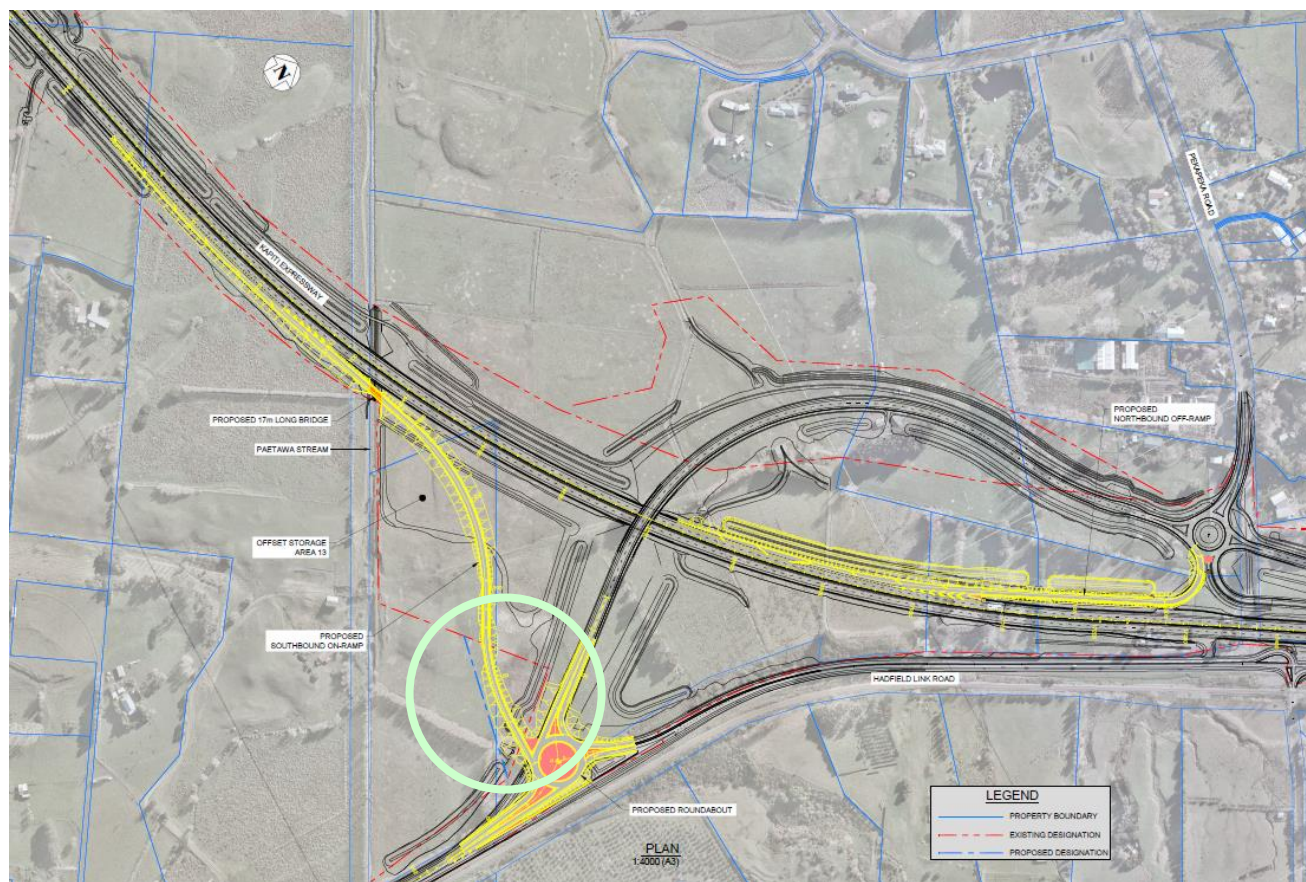 N
PEKAPEKA ROAD
KAPITI EXPRESSWAY
PROPOSED 17m LONG BRIDGE
PAETAWA STREAM
PROPOSED
NORTHBOUND OFF-RAMP
OFFSET STORAGE
AREA 13
PROPOSED
SOUTHBOUND ON-RAMP
HADFIELD LINK ROAD
PROPOSED ROUNDABOUT
PLAN
1:4000 (A3)
LEGEND
PROPERTY BOUNDARY
EXISTING DESIGNATION
PROPOSED DESIGNATION